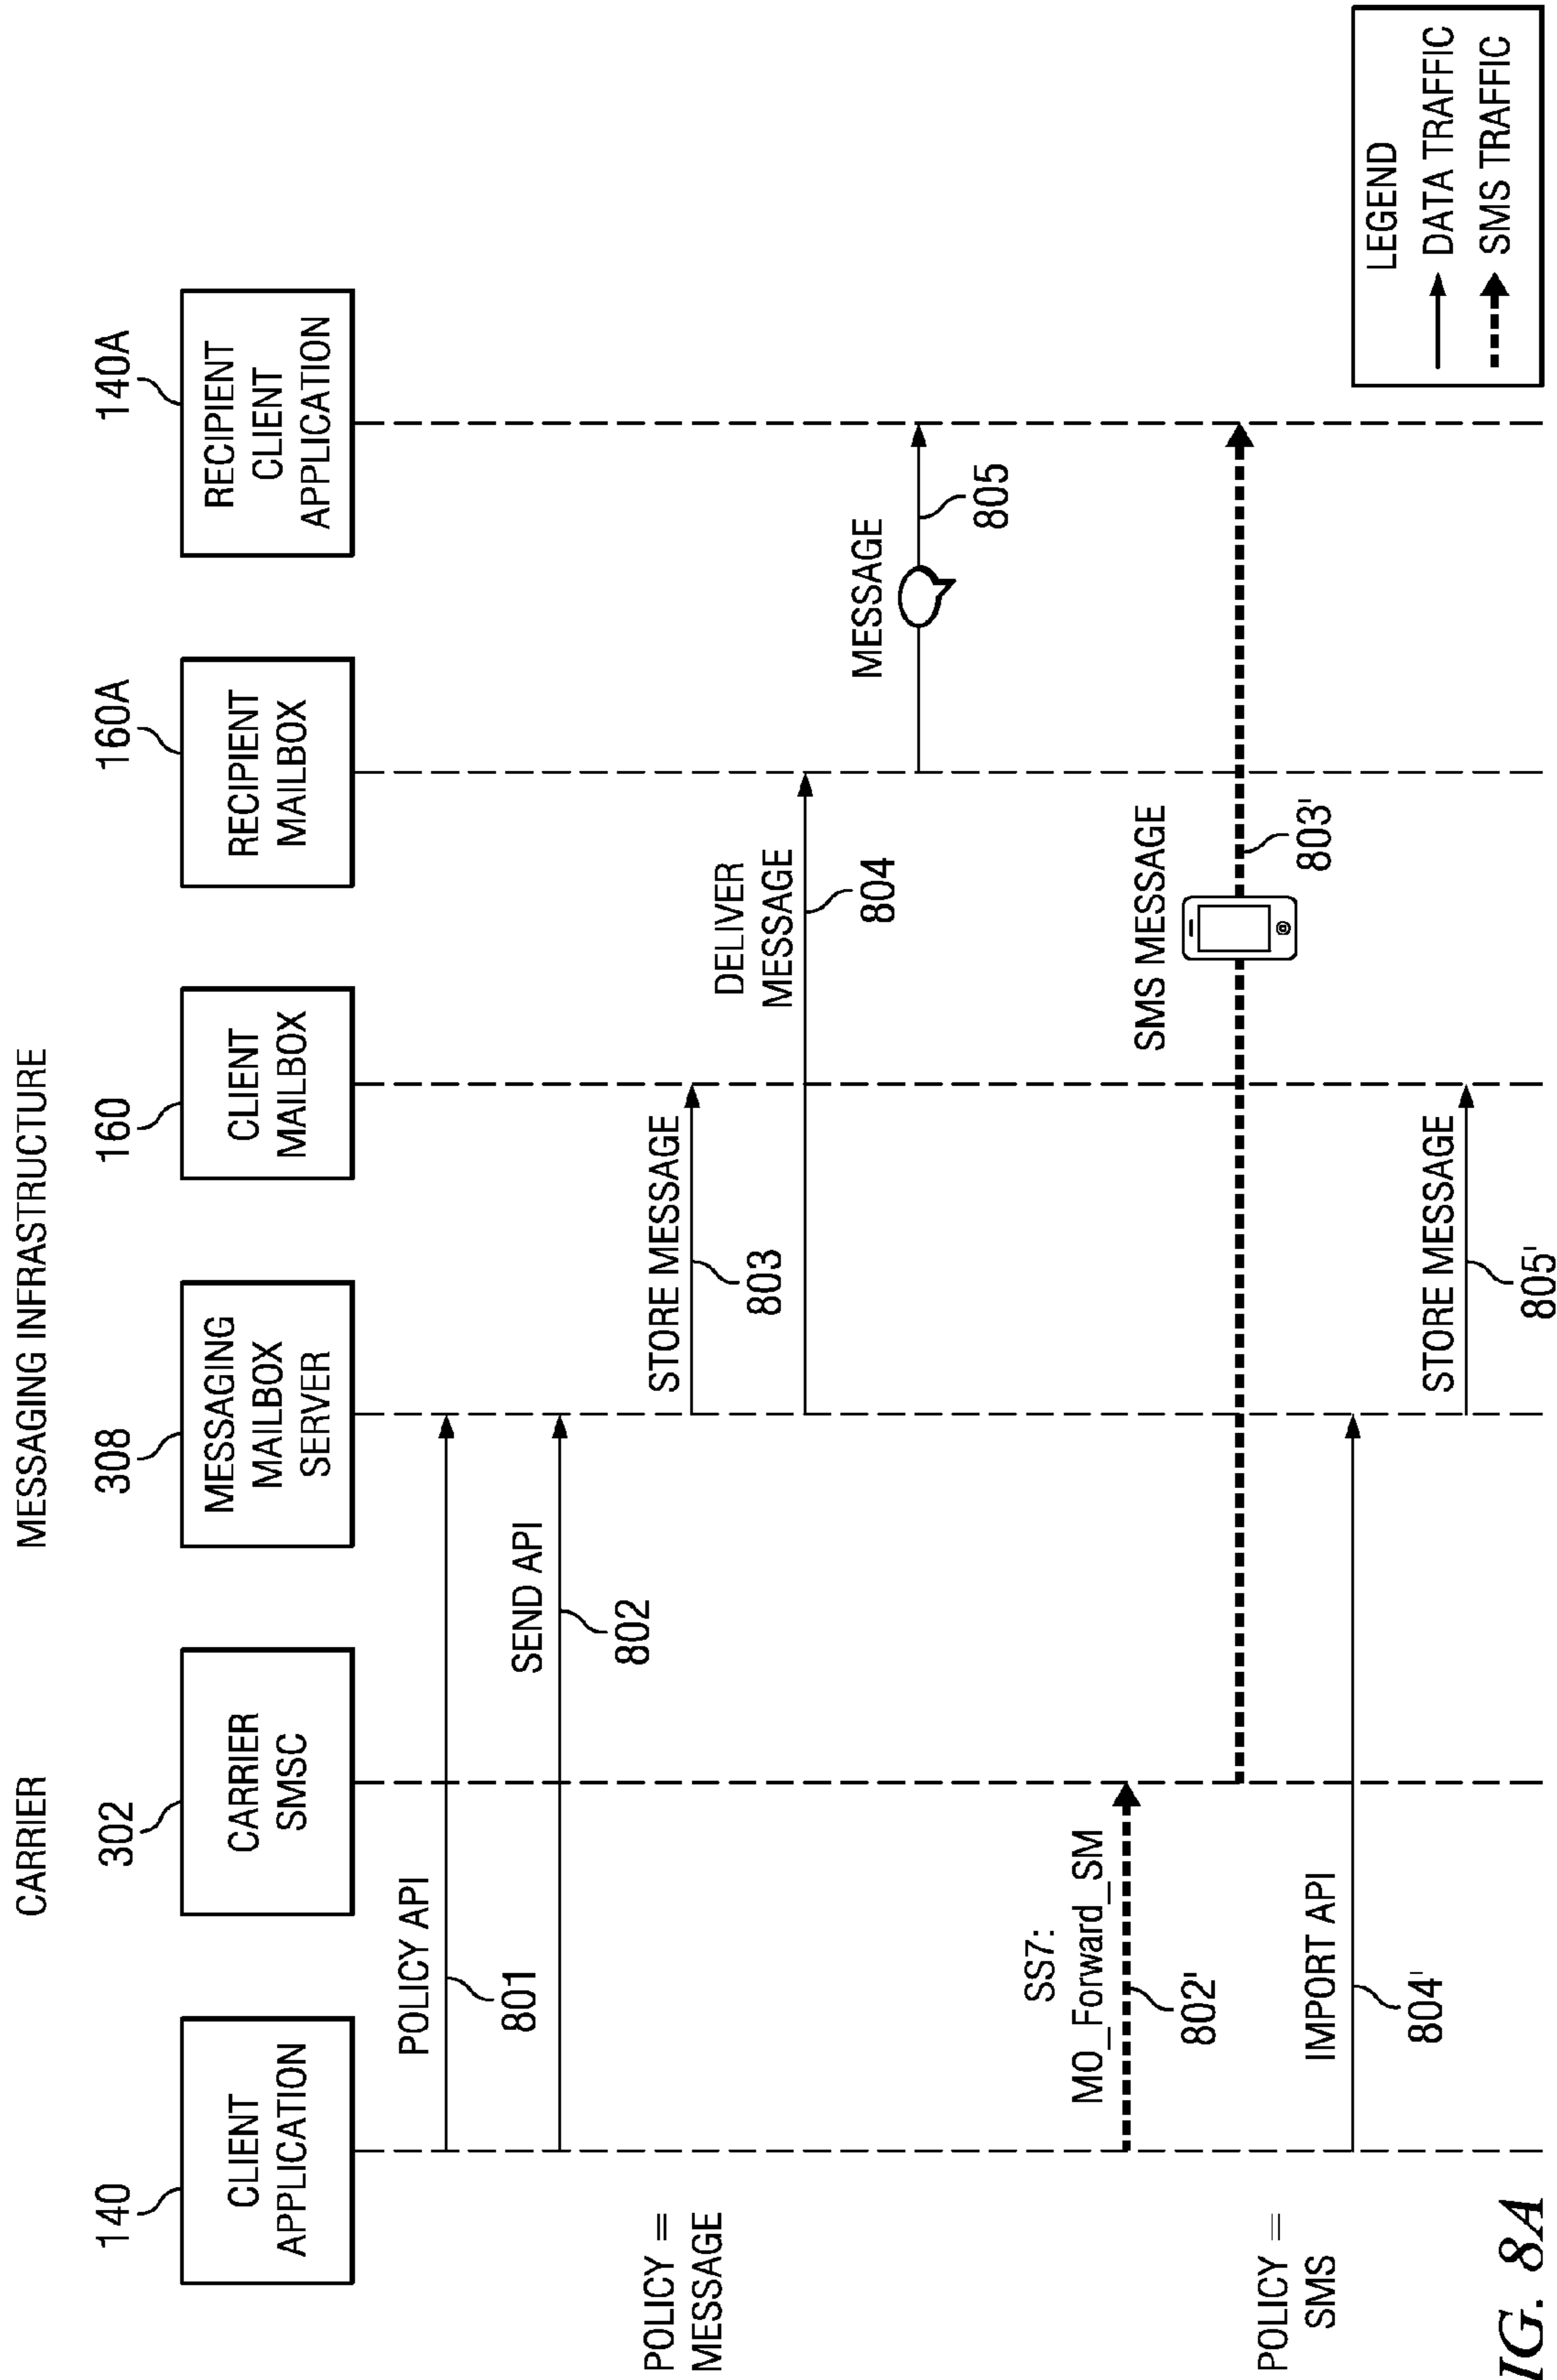 CARRIER
MESSAGING INFRASTRUCTURE
140
302
308
160
160A
140A
CLIENT
APPLICATION
CARRIER
SMSC
MESSAGING
MAILBOX
SERVER
CLIENT
MAILBOX
RECIPIENT
MAILBOX
RECIPIENT
CLIENT
APPLICATION
POLICY API
801
SEND API
802
POLICY =
MESSAGE
STORE MESSAGE
803
DELIVER
MESSAGE
804
MESSAGE
805
SS7:
MO_Forward_SM
802'
SMS MESSAGE
803'
POLICY =
SMS
IMPORT API
804'
STORE MESSAGE
805'
LEGEND
DATA TRAFFIC
SMS TRAFFIC
IG. 8A